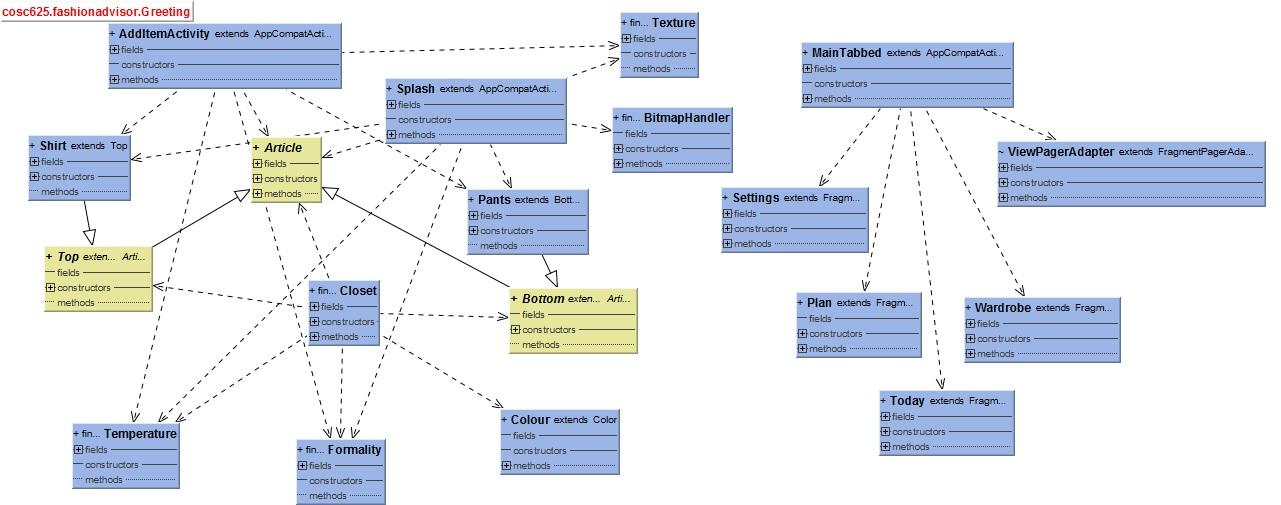 cosc625.fashionadvisor.Greeting
+ AddItemActivity extends AppCompatActi...
fields
constructors
methods
+ fin... Texture
fields
constructors
methods
+ MainTabbed extends AppCompatActi...
fields
constructors
methods
+ Splash extends AppCompatActi...
fields
constructors
methods
+ fin... BitmapHandler
fields
constructors
methods
+ Shirt extends Top
fields
constructors
methods
+ Article
fields
constructors
methods
~ ViewPagerAdapter extends FragmentPagerAda...
fields
constructors
methods
+ Pants extends Bott...
fields
constructors
methods
+ Settings extends Fragm...
fields
constructors
methods
+ Top exten... Arti...
fields
constructors
methods
+ fin... Closet
fields
constructors
methods
+ Bottom exten... Arti...
fields
constructors
methods
+ Plan extends Fragm...
fields
constructors
methods
+ Wardrobe extends Fragm...
fields
constructors
methods
+ Today extends Fragm...
fields
constructors
methods
+ fin... Temperature
fields
constructors
methods
+ fin... Formality
fields
constructors
methods
+ Colour extends Color
fields
constructors
methods